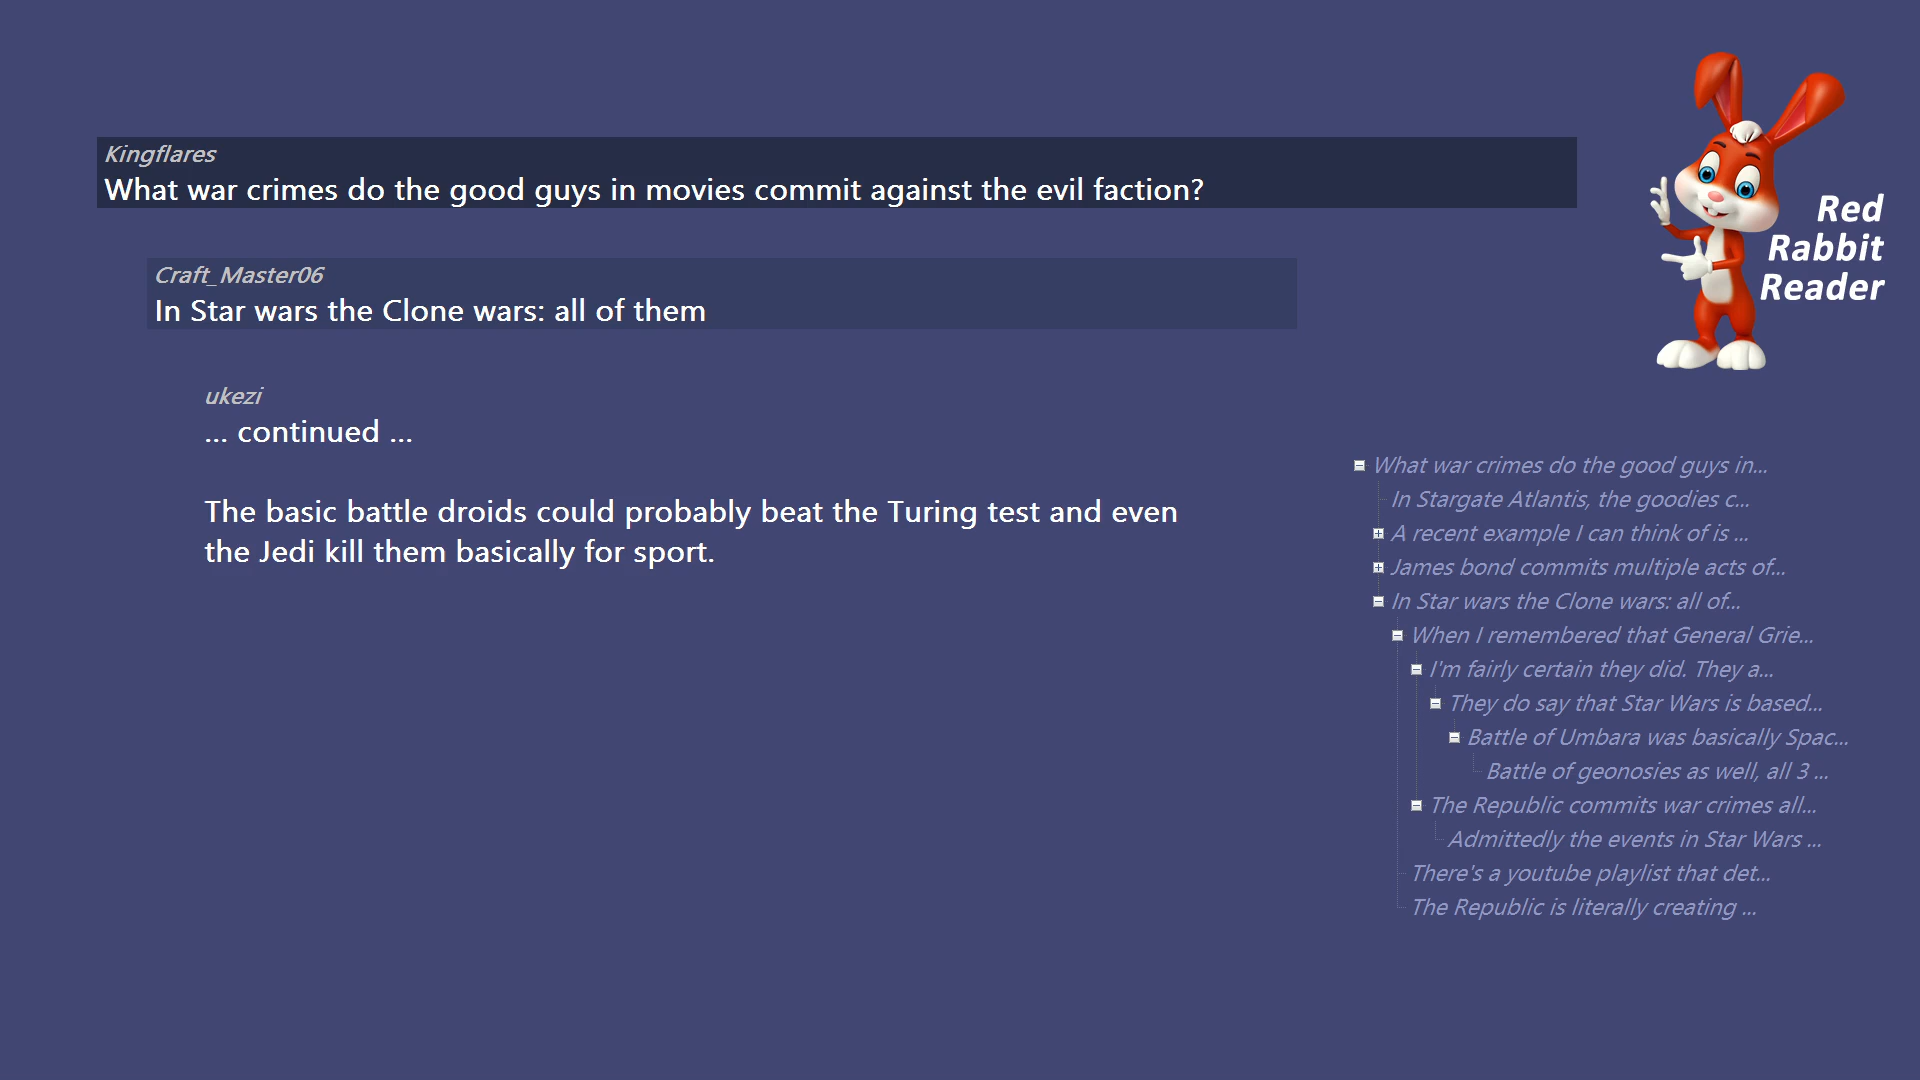 Kingflares
What war crimes do the good guys in movies commit against the evil faction?
Craft_Master06
In Star wars the Clone wars: all of them
ukezi
... continued ...
The basic battle droids could probably beat the Turing test and even
the Jedi kill them basically for sport.
Red
Rabbit
Reader
What war crimes do the good guys in...
In Stargate Atlantis, the goodies c...
A recent example I can think of is ...
James bond commits multiple acts of...
In Star wars the Clone wars: all of...
When I remembered that General Grie...
I'm fairly certain they did. They a...
They do say that Star Wars is based...
Battle of Umbara was basically Spac...
Battle of geonosies as well, all 3 ...
The Republic commits war crimes all...
Admittedly the events in Star Wars ...
There's a youtube playlist that det...
The Republic is literally creating ...